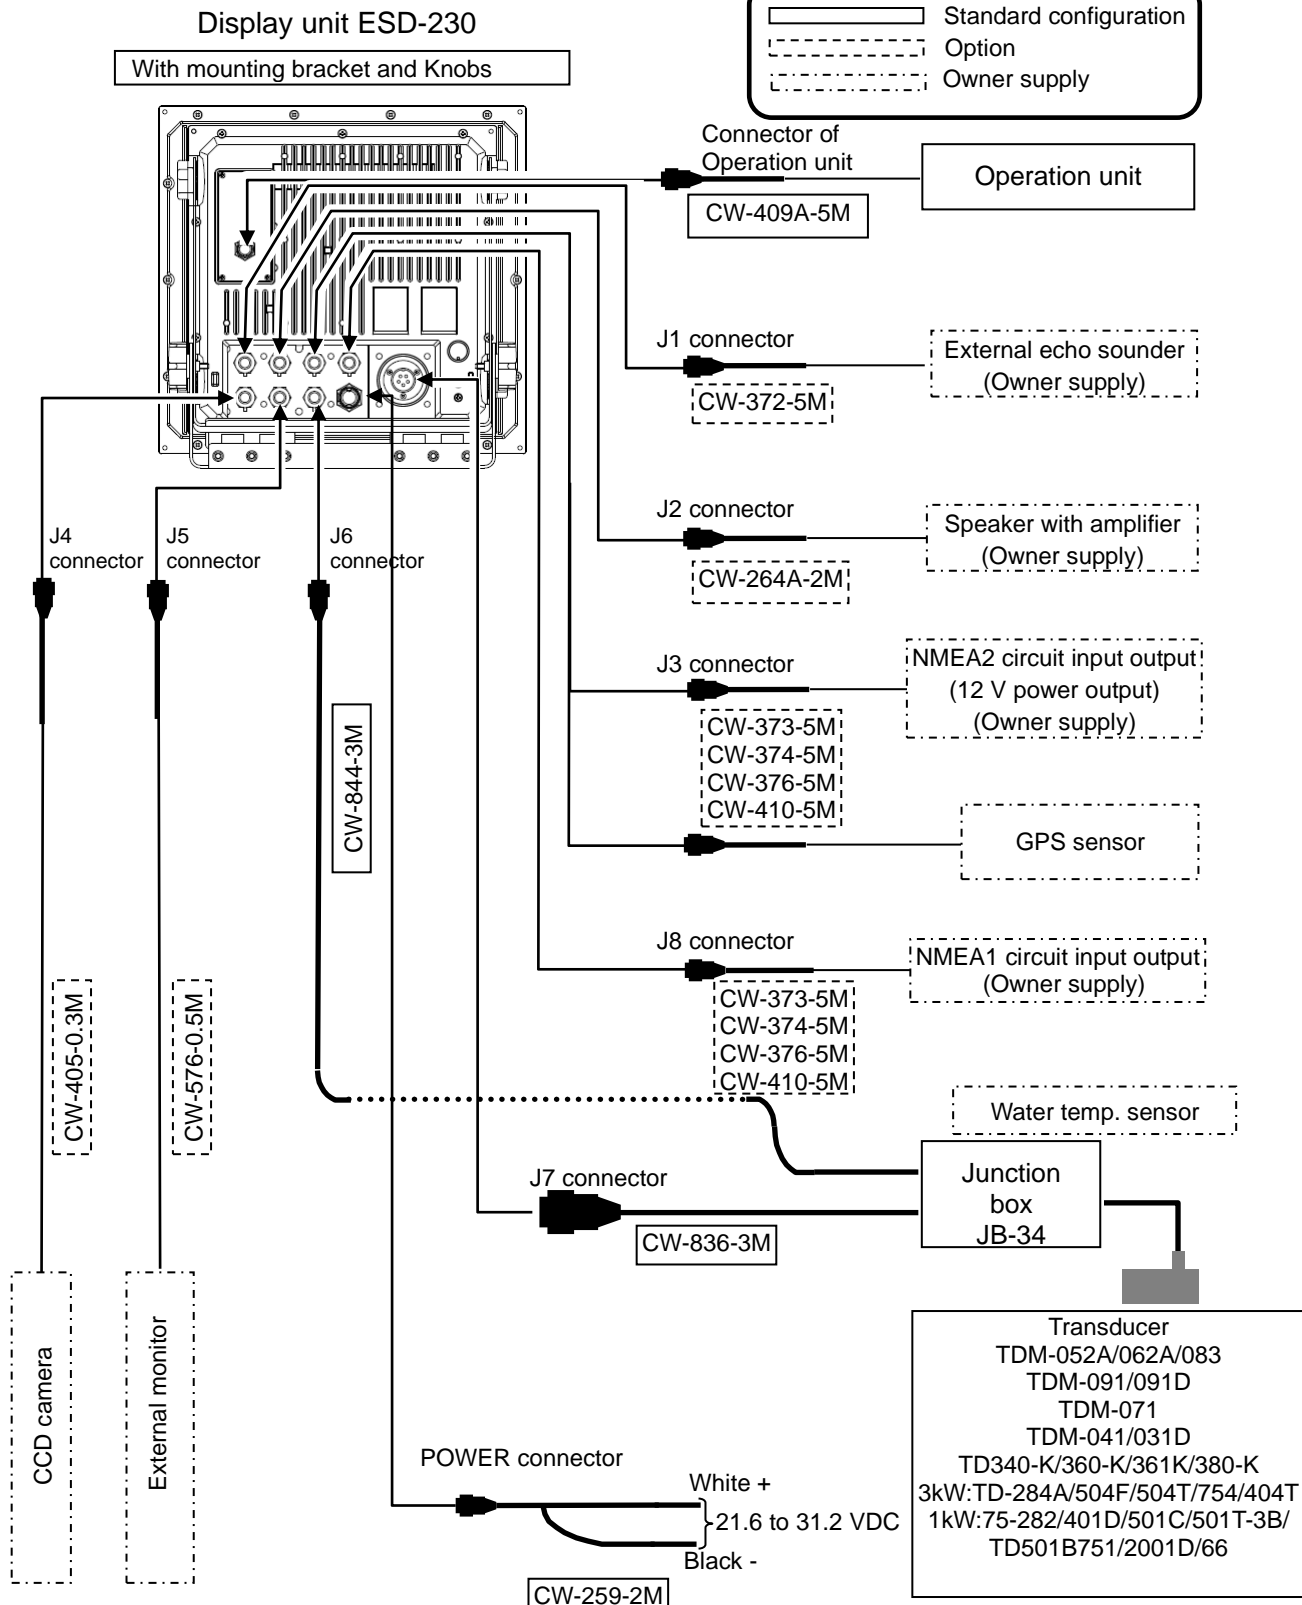 Display unit ESD-230
With mounting bracket and Knobs
Standard configuration
Option
Owner supply
Connector of
Operation unit
CW-409A-5M
Operation unit
J1 connector
CW-372-5M
External echo sounder
(Owner supply)
J2 connector
CW-264A-2M
Speaker with amplifier
(Owner supply)
J4
connector
J5
connector
J6
connector
J3 connector
CW-373-5M
CW-374-5M
CW-376-5M
CW-410-5M
NMEA2 circuit input output
(12 V power output)
(Owner supply)
CW-844-3M
GPS sensor
J8 connector
CW-373-5M
CW-374-5M
CW-376-5M
CW-410-5M
NMEA1 circuit input output
(Owner supply)
CW-405-0.3M
CW-576-0.5M
Water temp. sensor
J7 connector
CW-836-3M
Junction
box
JB-34
CCD camera
External monitor
Transducer
TDM-052A/062A/083
TDM-091/091D
TDM-071
TDM-041/031D
TD340-K/360-K/361K/380-K
3kW:TD-284A/504F/504T/754/404T
1kW:75-282/401D/501C/501T-3B/
TD501B751/2001D/66
POWER connector
White +
21.6 to 31.2 VDC
Black -
CW-259-2M